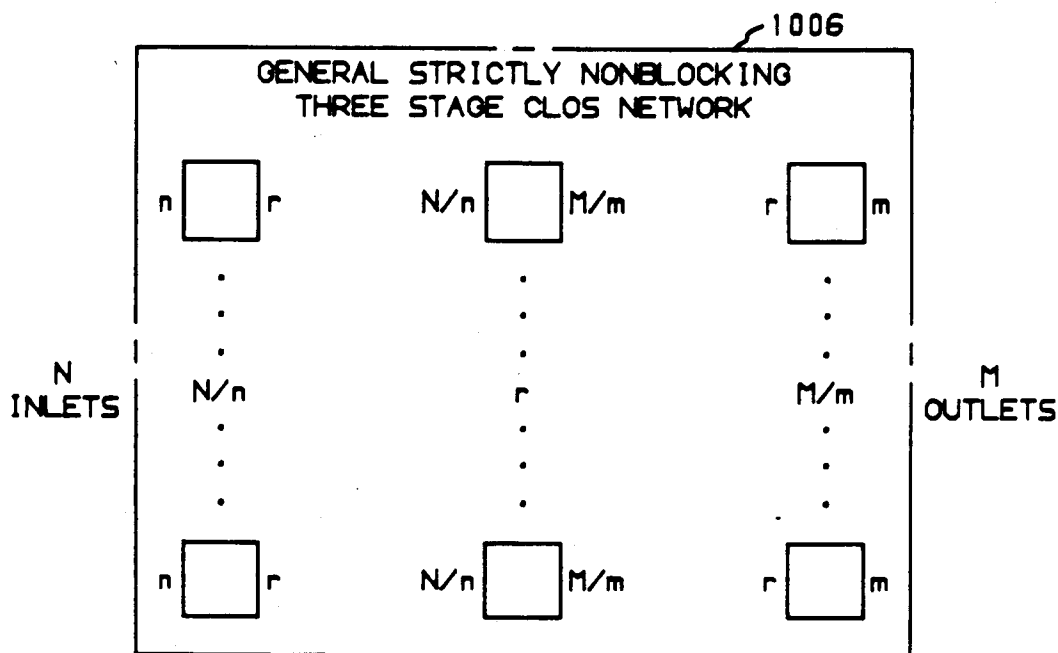 1006
GENERAL STRICTLY NONBLOCKING
THREE STAGE CLOS NETWORK
n r N/n M/m r m
N INLETS
N/n r M/m
M OUTLETS
n r N/n M/m r m